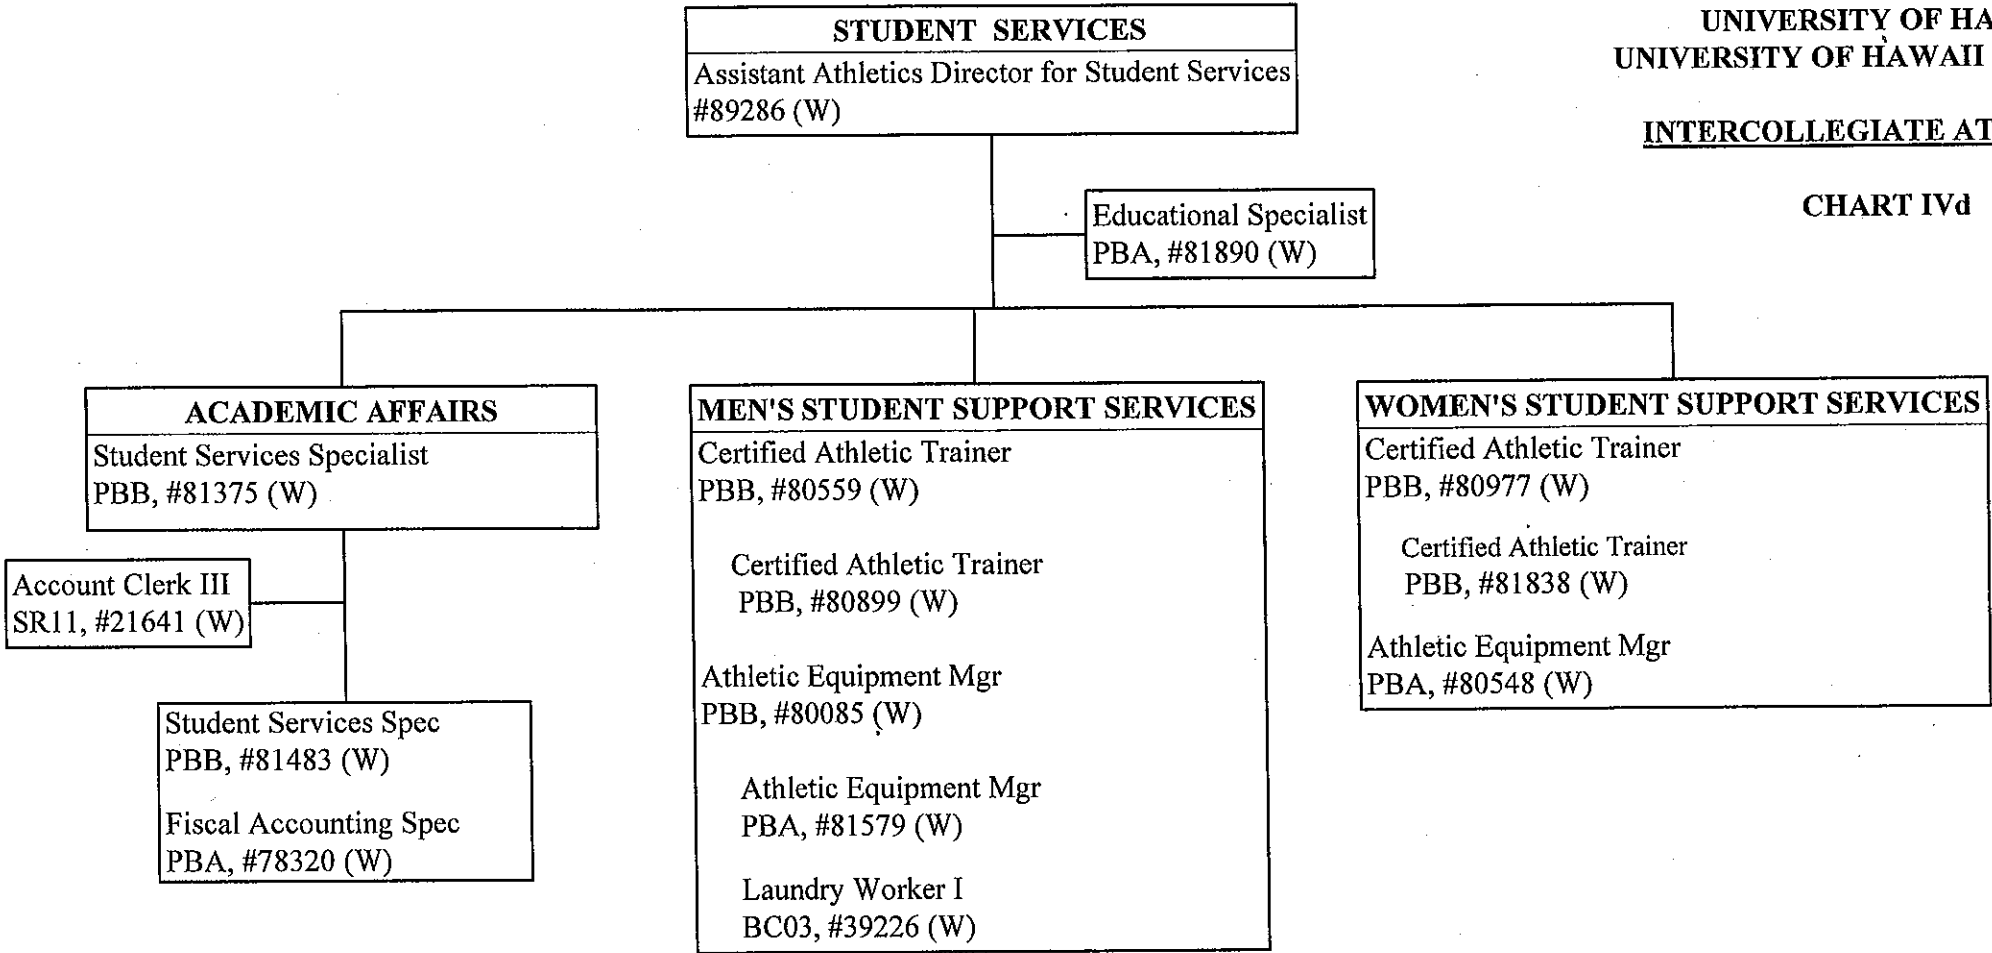 STUDENT SERVICES
Assistant Athletics Director for Student Services
#89286 (W)
UNIVERSITY OF
UNIVERSITY OF HAWAII
INTERCOLLEGIATE
CHART IVd
Educational Specialist
PBA, #81890 (W)
ACADEMIC AFFAIRS
Student Services Specialist
PBB, #81375 (W)
Account Clerk III
SR11, #21641 (W)
Student Services Spec
PBB, #81483 (W)
Fiscal Accounting Spec
PBA, #78320 (W)
MEN'S STUDENT SUPPORT SERVICES
Certified Athletic Trainer
PBB, #80559 (W)
Certified Athletic Trainer
PBB, #80899 (W)
Athletic Equipment Mgr
PBB, #80085 (W)
Athletic Equipment Mgr
PBA, #81579 (W)
Laundry Worker I
BC03, #39226 (W)
WOMEN'S STUDENT SUPPORT SERVICES
Certified Athletic Trainer
PBB, #80977 (W)
Certified Athletic Trainer
PBB, #81838 (W)
Athletic Equipment Mgr
PBA, #80548 (W)